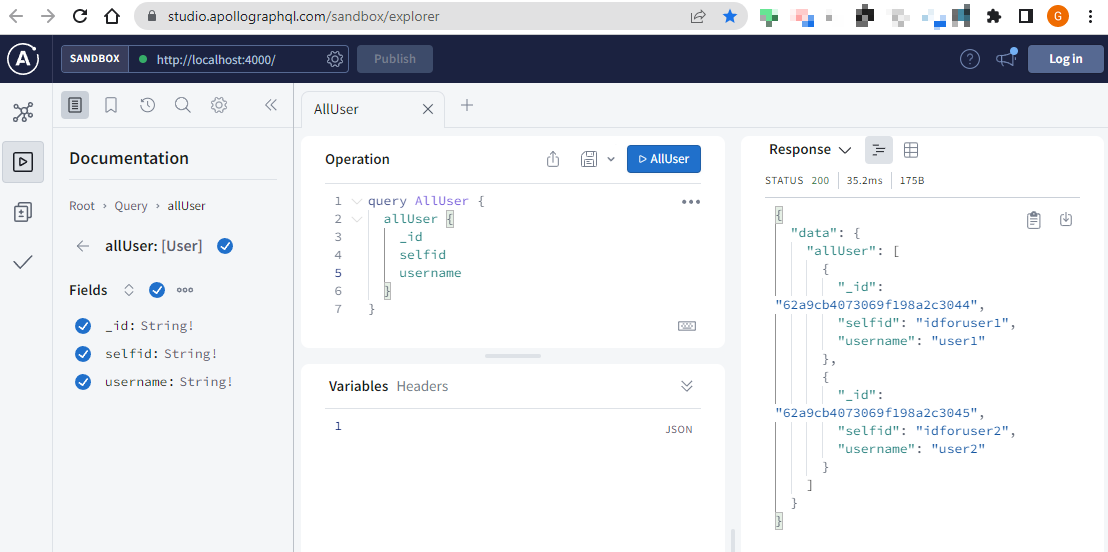 studio.apollographql.com/sandbox/explorer
G
SANDBOX
http://localhost:4000/
Publish
?
Log in
Documentation
Root > Query > allUser
allUser: [User]
Fields
_id: String!
selfid: String!
username: String!
AllUser
Operation
AllUser
1 query AllUser {
2 allUser {
3 _id
4 selfid
5 username
6 }
7 }
Variables Headers
1
JSON
Response
STATUS 200 35.2ms 175B
{
"data": {
"allUser": [
{
"_id":
"62a9cb4073069f198a2c3044",
"selfid": "idforuser1",
"username": "user1"
},
{
"_id":
"62a9cb4073069f198a2c3045",
"selfid": "idforuser2",
"username": "user2"
}
]
}
}